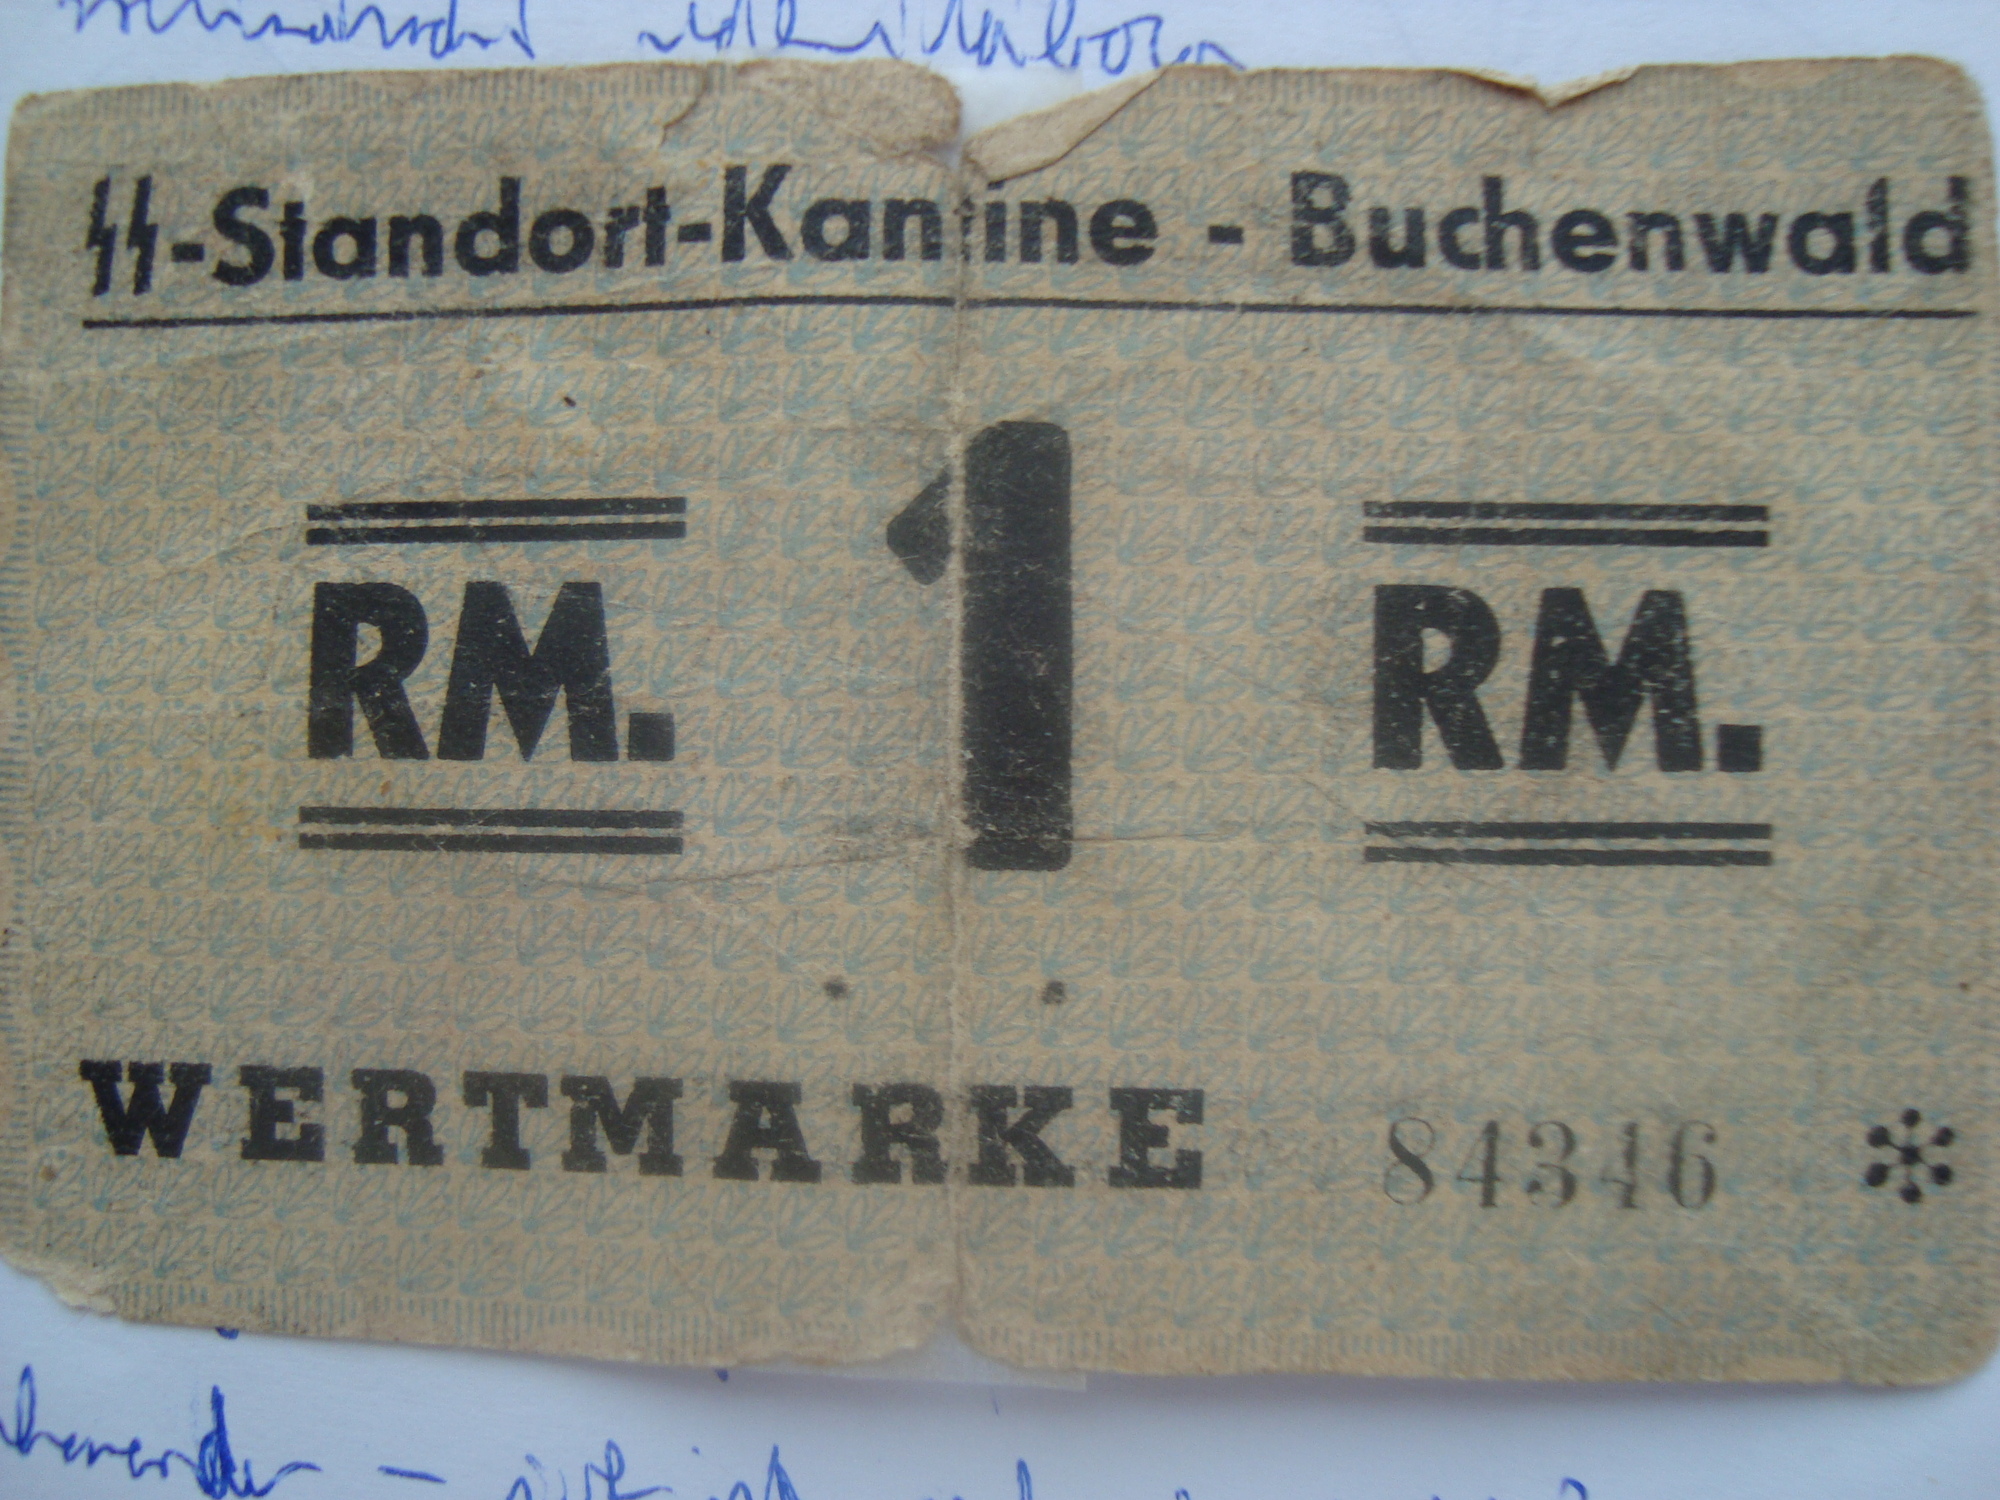 SS-Standort-Kantine - Buchenwald
RM. 1 RM.
WERTMARKE 84346